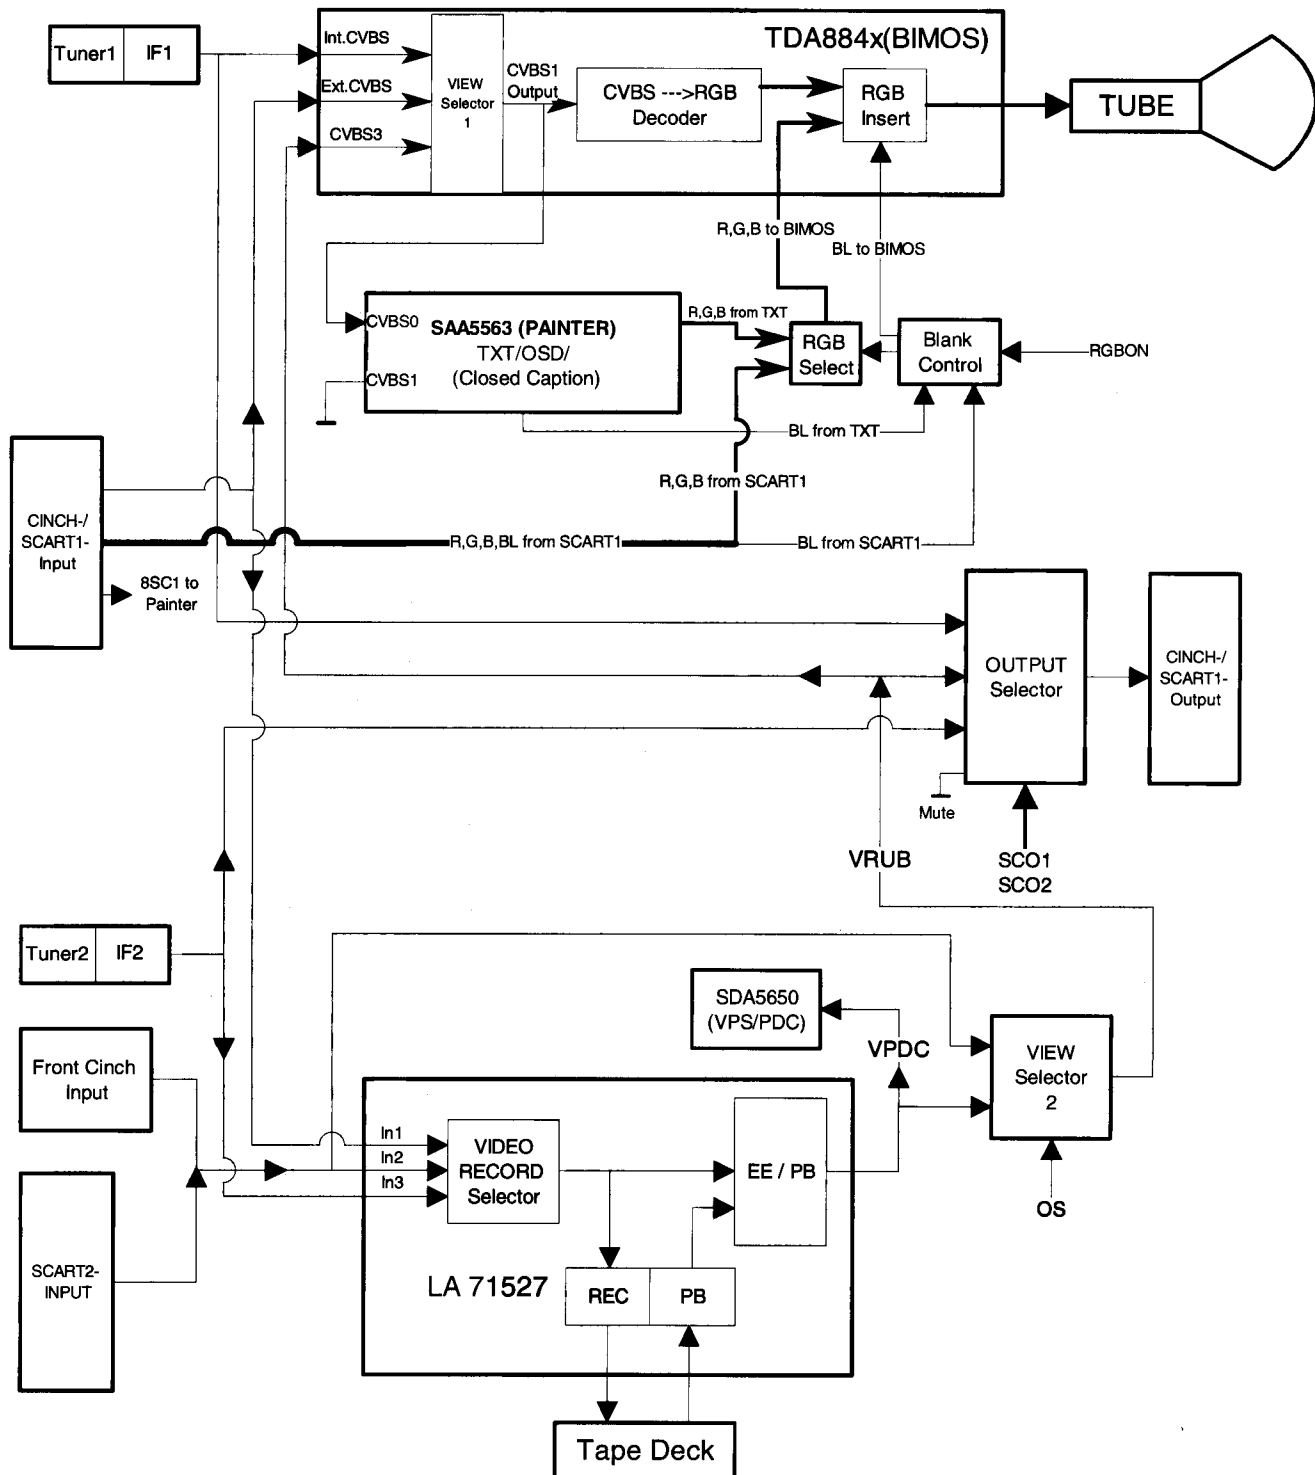 TDA884x(BIMOS)
Tuner1
IF1
Int.CVBS
Ext.CVBS
CVBS3
VIEW
Selector
1
CVBS1
Output
CVBS --->RGB
Decoder
RGB
Insert
TUBE
R,G,B to BIMOS
BL to BIMOS
CVBS0
CVBS1
SAA5563 (PAINTER)
TXT/OSD/
(Closed Caption)
R,G,B from TXT
RGB
Select
Blank
Control
RGBON
BL from TXT
R,G,B from SCART1
CINCH-/
SCART1-
Input
R,G,B,BL from SCART1
BL from SCART1
8SC1 to
Painter
OUTPUT
Selector
CINCH-/
SCART1-
Output
Mute
SCO1
SCO2
VRUB
Tuner2
IF2
SDA5650
(VPS/PDC)
VPDC
VIEW
Selector
2
OS
Front Cinch
Input
In1
In2
In3
VIDEO
RECORD
Selector
EE / PB
SCART2-
INPUT
LA 71527
REC
PB
Tape Deck